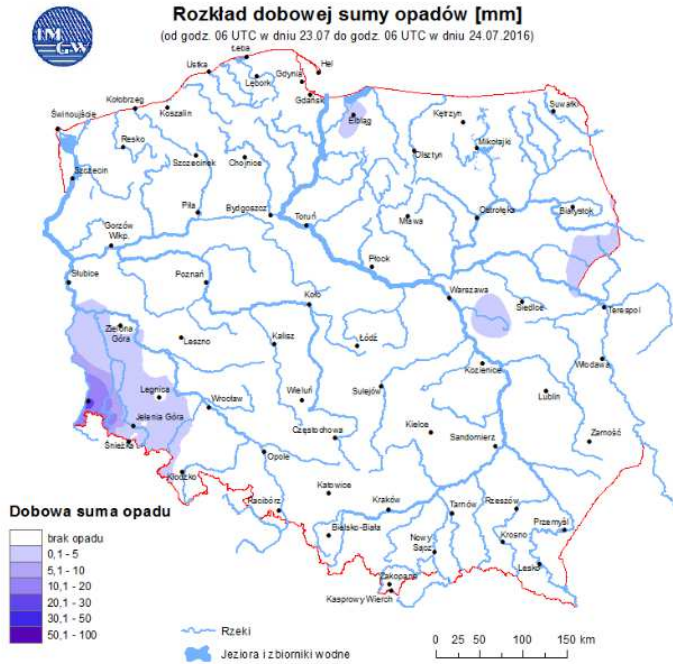 IM
GW
Rozkład dobowej sumy opadów [mm]
(od godz. 06 UTC w dniu 23.07 do godz. 06 UTC w dniu 24.07.2016)
Łeba
Hel
Ustka
Gdynia
Lębork
Gdańsk
Kołobrzeg
Koszalin
Świnoujście
Elbląg
Kętrzyn
Suwałki
Resko
Szczecinek
Chojnice
Olsztyn
Mikołajki
Szczecin
Piła
Bydgoszcz
Toruń
Mława
Ostrołęka
Białystok
Gorzów
Wlkp.
Płock
Słubice
Poznań
Koło
Warszawa
Siedlce
Terespol
Zielona
Góra
Leszno
Kalisz
Łódź
Kozienice
Włodawa
Legnica
Wrocław
Wieluń
Sulejów
Lublin
Jelenia Góra
Śnieżka
Częstochowa
Kielce
Sandomierz
Zamość
Kłodzko
Opole
Katowice
Racibórz
Kraków
Tarnów
Rzeszów
Przemyśl
Bielsko-Biała
Nowy
Sącz
Krosno
Lesko
Zakopane
Kasprowy Wierch
Dobowa suma opadu
brak opadu
0,1 - 5
5,1 - 10
10,1 - 20
20,1 - 30
30,1 - 50
50,1 - 100
Rzeki
Jeziora i zbiorniki wodne
0 25 50 100 150 km